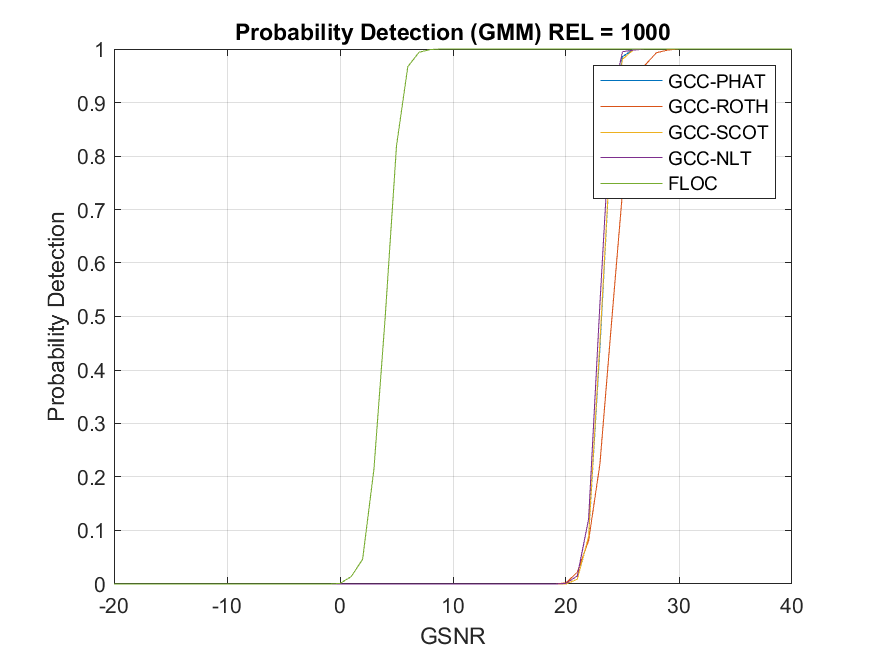 Probability Detection (GMM) REL = 1000
1
0.9
0.8
0.7
0.6
0.5
0.4
0.3
0.2
0.1
0
Probability Detection
GCC-PHAT
GCC-ROTH
GCC-SCOT
GCC-NLT
FLOC
-20
-10
0
10
20
30
40
GSNR